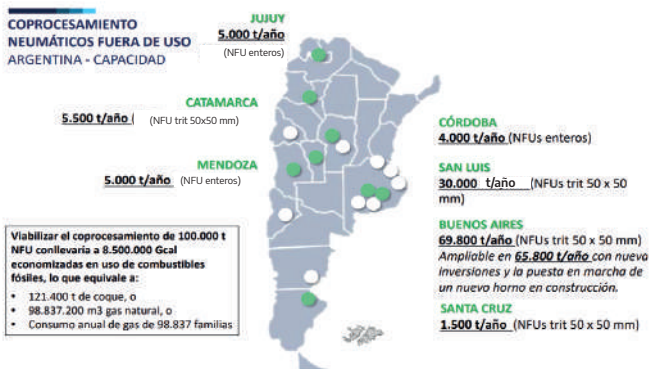 COPROCESAMIENTO
NEUMÁTICOS FUERA DE USO
ARGENTINA - CAPACIDAD
JUJUY
5.000 t/año
(NFU enteros)
CATAMARCA
5.500 t/año ( (NFU trit 50x50 mm)
MENDOZA
5.000 t/año (NFU enteros)
CÓRDOBA
4.000 t/año (NFUs enteros)
SAN LUIS
30.000 t/año (NFUs trit 50 x 50
mm)
BUENOS AIRES
69.800 t/año (NFUs trit 50 x 50 mm)
Ampliable en 65.800 t/año con nueva
inversiones y la puesta en marcha de
un nuevo horno en construcción.
SANTA CRUZ
1.500 t/año (NFUs trit 50 x 50 mm)
Viabilizar el coprocesamiento de 100.000 t
NFU conllevaría a 8.500.000 Gcal
economizadas en uso de combustibles
fósiles, lo que equivale a:
• 121.400 t de coque, o
• 98.837.200 m3 gas natural, o
• Consumo anual de gas de 98.837 familias